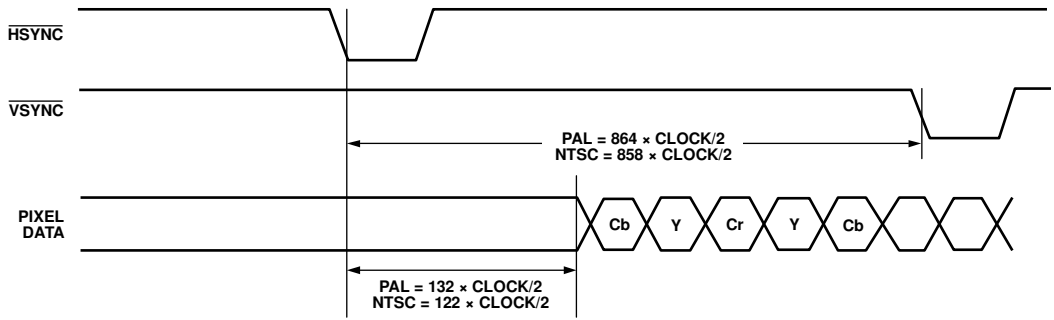 HSYNC
VSYNC
PAL = 864 × CLOCK/2
NTSC = 858 × CLOCK/2
PIXEL
DATA
Cb Y Cr Y Cb
PAL = 132 × CLOCK/2
NTSC = 122 × CLOCK/2